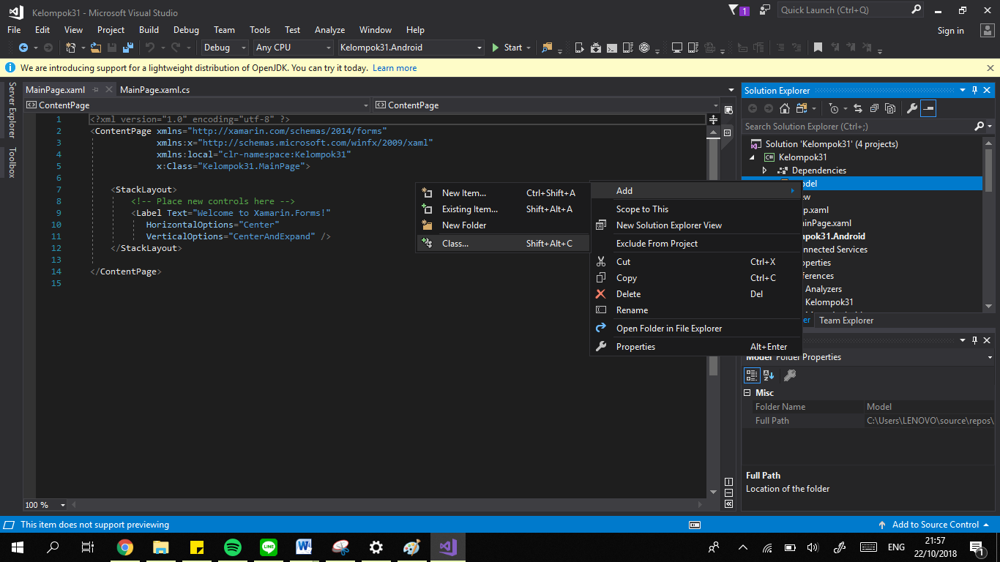 Kelompok31 - Microsoft Visual Studio
1
Quick Launch (Ctrl+Q)
File Edit View Project Build Debug Team Tools Test Analyze Window Help
Sign in
Debug Any CPU Kelompok31.Android Start
We are introducing support for a lightweight distribution of OpenJDK. You can try it today. Learn more
Server Explorer
Toolbox
MainPage.xaml MainPage.xaml.cs
ContentPage ContentPage
1 <?xml version="1.0" encoding="utf-8" ?>
2 <ContentPage xmlns="http://xamarin.com/schemas/2014/forms"
3 xmlns:x="http://schemas.microsoft.com/winfx/2009/xaml"
4 xmlns:local="clr-namespace:Kelompok31"
5 x:Class="Kelompok31.MainPage">
6
7 <StackLayout>
8 <!-- Place new controls here -->
9 <Label Text="Welcome to Xamarin.Forms!"
10 HorizontalOptions="Center"
11 VerticalOptions="CenterAndExpand" />
12 </StackLayout>
13
14 </ContentPage>
15
New Item... Ctrl+Shift+A
Existing Item... Shift+Alt+A
New Folder
Class... Shift+Alt+C
Add
Scope to This
New Solution Explorer View
Exclude From Project
Cut Ctrl+X
Copy Ctrl+C
Delete Del
Rename
Open Folder in File Explorer
Properties Alt+Enter
Solution Explorer
Search Solution Explorer (Ctrl+;)
Solution 'Kelompok31' (4 projects)
C# Kelompok31
Dependencies
odel
ew
p.xaml
inPage.xaml
mpok31.Android
nnected Services
operties
ferences
Analyzers
Kelompok31
er Team Explorer
Model Folder Properties
Misc
Folder Name Model
Full Path C:\Users\LENOVO\source\repos\
Full Path
Location of the folder
100 %
This item does not support previewing
Add to Source Control
ENG
21:57
22/10/2018
1